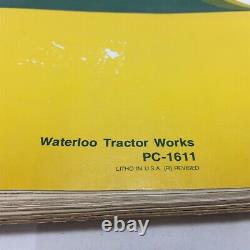 Waterloo Tractor Works
PC-1611
LITHO IN U.S.A. (R) REVISED